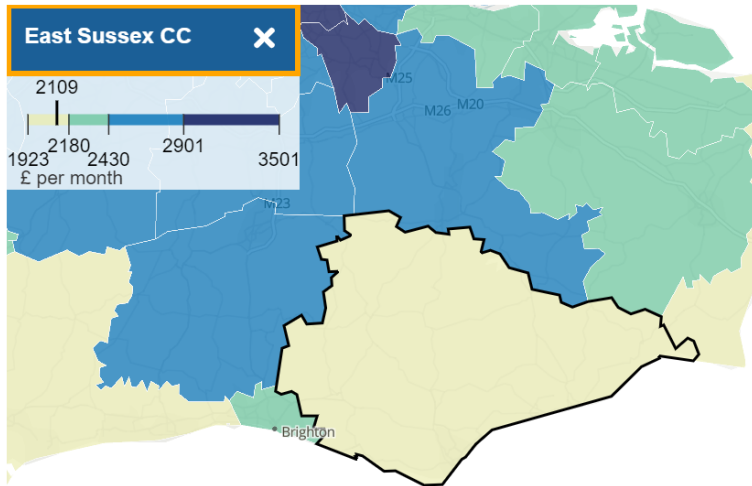 East Sussex CC
2109
1923 2180 2430 2901 3501
£ per month
M25
M26 M20
M23
Brighton